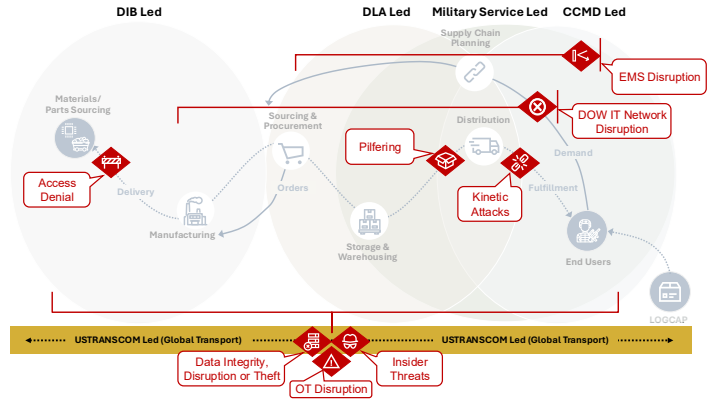 DIB Led
DLA Led
Military Service Led
CCMD Led
Supply Chain
Planning
EMS Disruption
Materials/
Parts Sourcing
Sourcing &
Procurement
Distribution
DOW IT Network
Disruption
Pilfering
Demand
Access
Denial
Delivery
Orders
Kinetic
Attacks
Fulfillment
Manufacturing
Storage &
Warehousing
End Users
LOGCAP
USTRANSCOM Led (Global Transport)
USTRANSCOM Led (Global Transport)
Data Integrity,
Disruption or Theft
OT Disruption
Insider
Threats